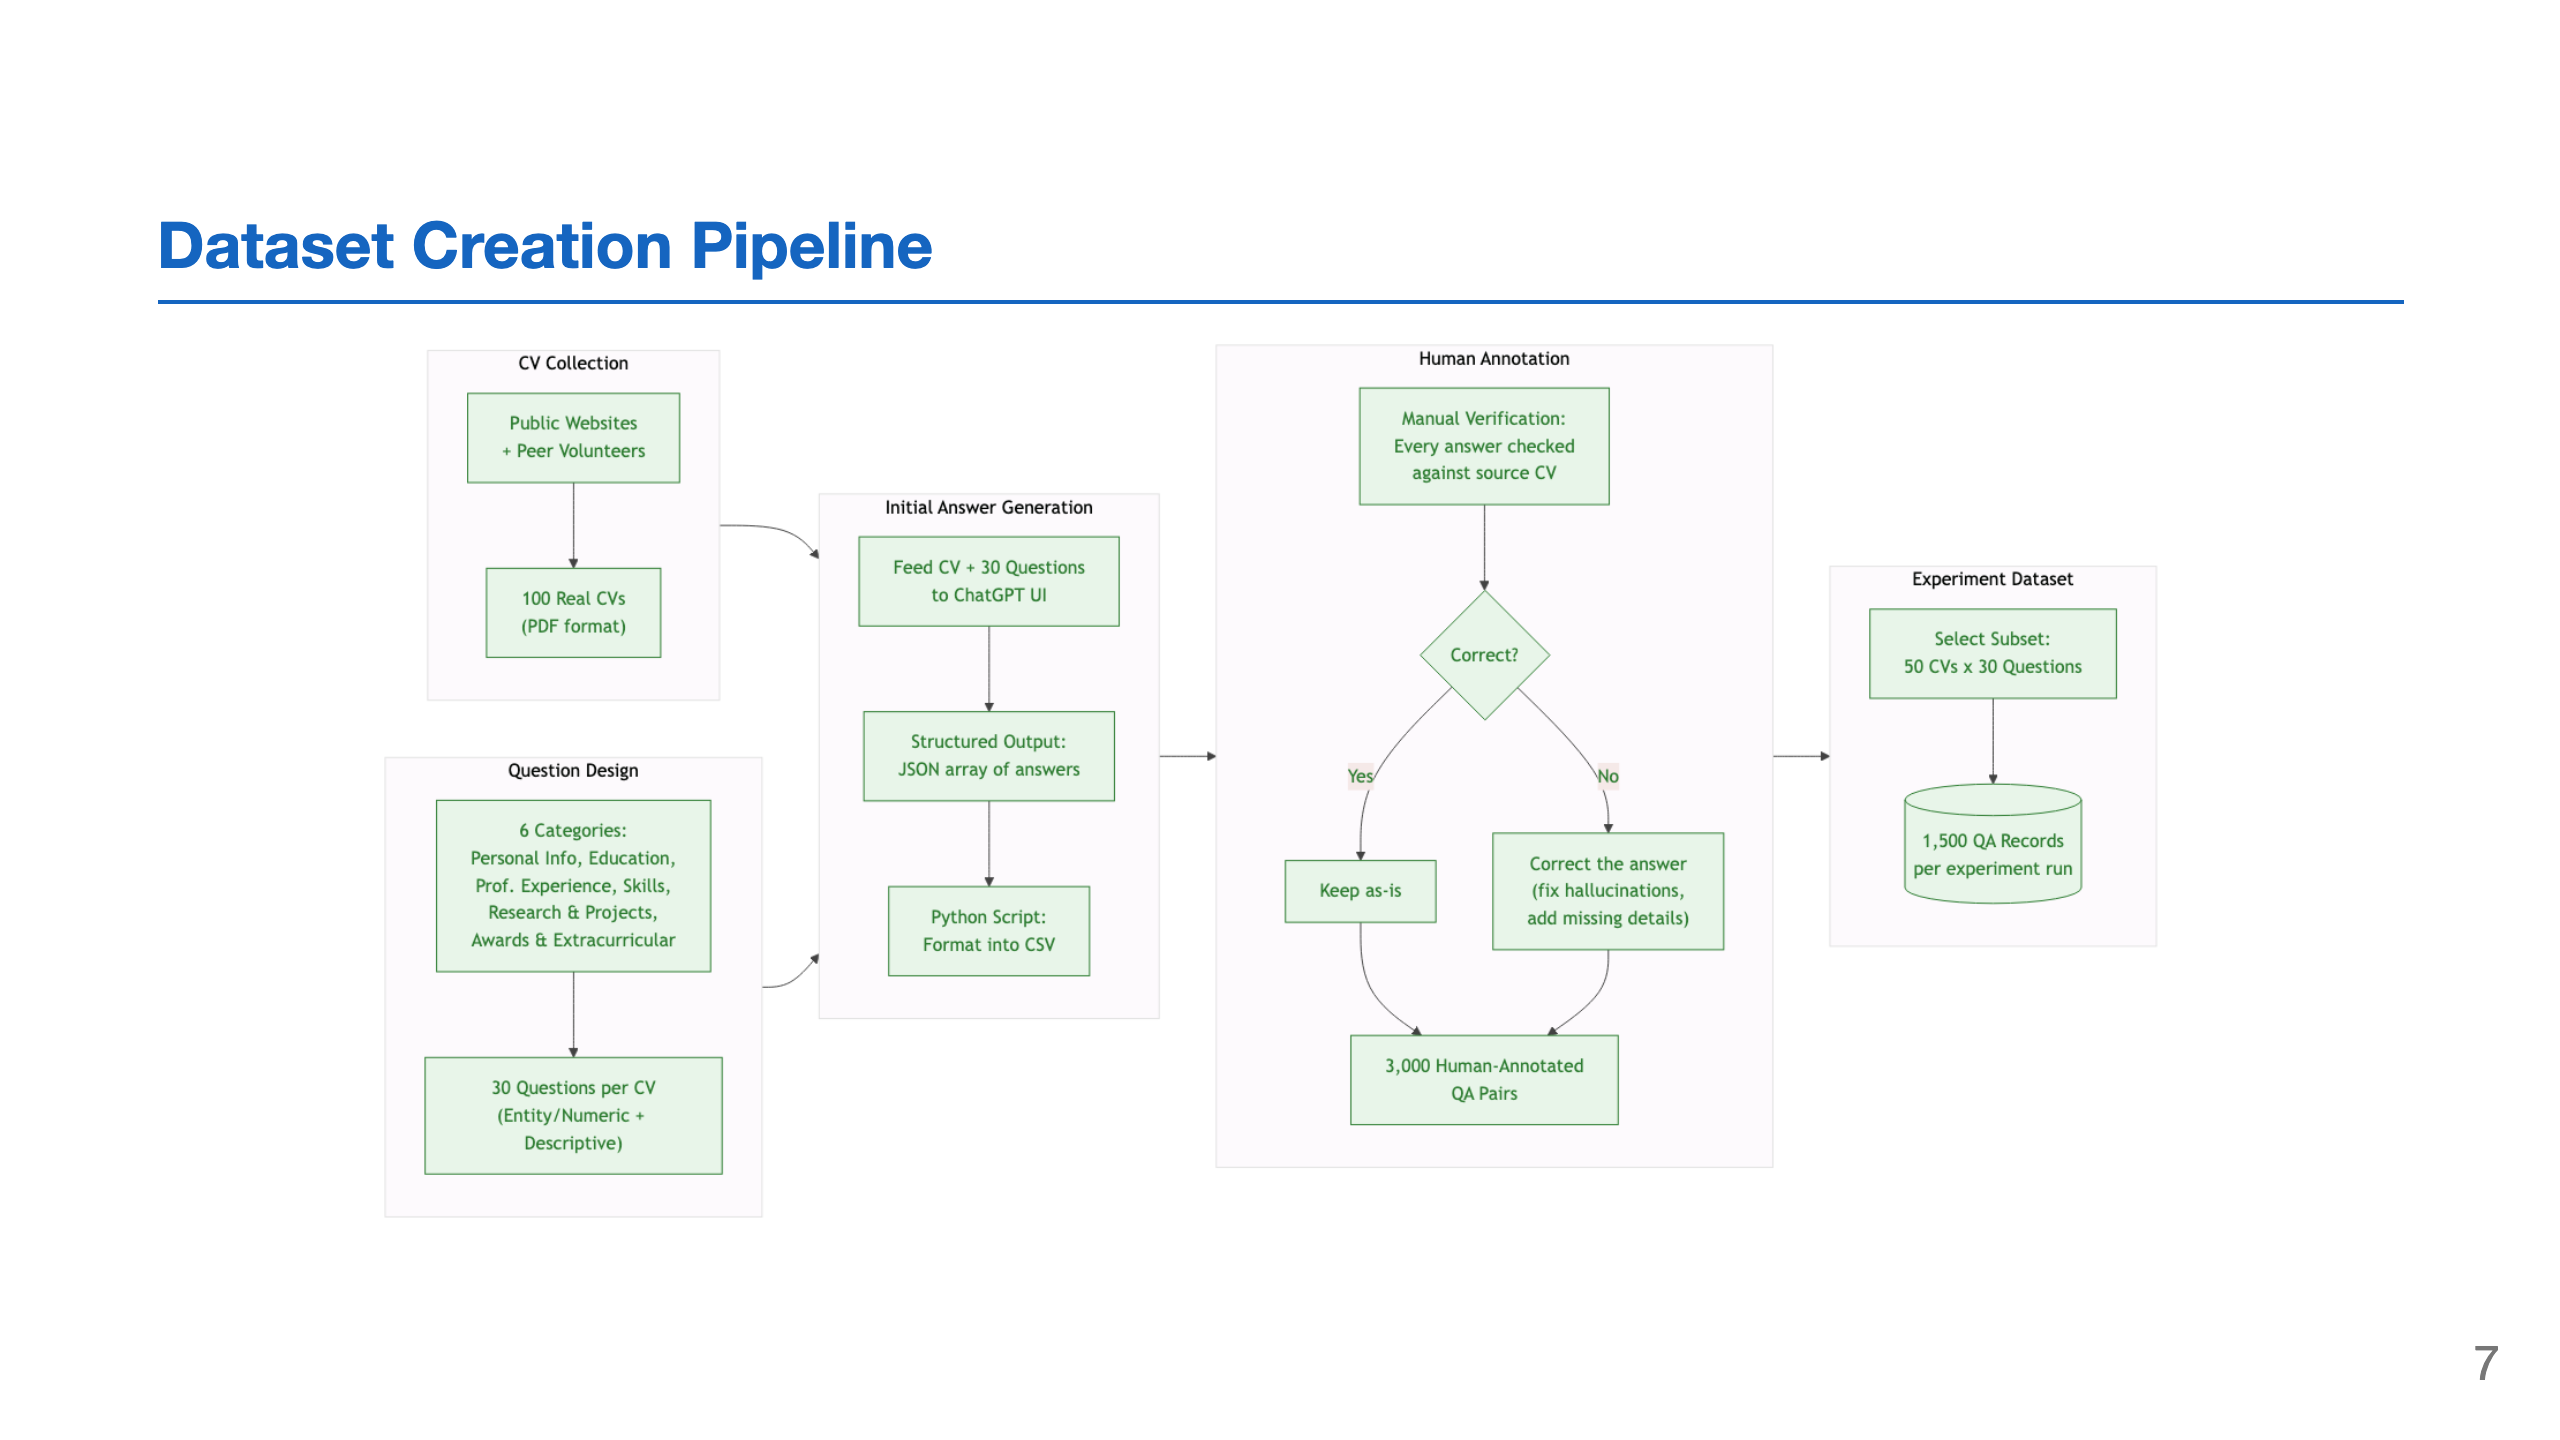 Dataset Creation Pipeline
CV Collection
Public Websites
+ Peer Volunteers
100 Real CVs
(PDF format)
Question Design
6 Categories:
Personal Info, Education,
Prof. Experience, Skills,
Research & Projects,
Awards & Extracurricular
30 Questions per CV
(Entity/Numeric +
Descriptive)
Initial Answer Generation
Feed CV + 30 Questions
to ChatGPT UI
Structured Output:
JSON array of answers
Python Script:
Format into CSV
Human Annotation
Manual Verification:
Every answer checked
against source CV
Correct?
Yes
No
Keep as-is
Correct the answer
(fix hallucinations,
add missing details)
3,000 Human-Annotated
QA Pairs
Experiment Dataset
Select Subset:
50 CVs x 30 Questions
1,500 QA Records
per experiment run
7